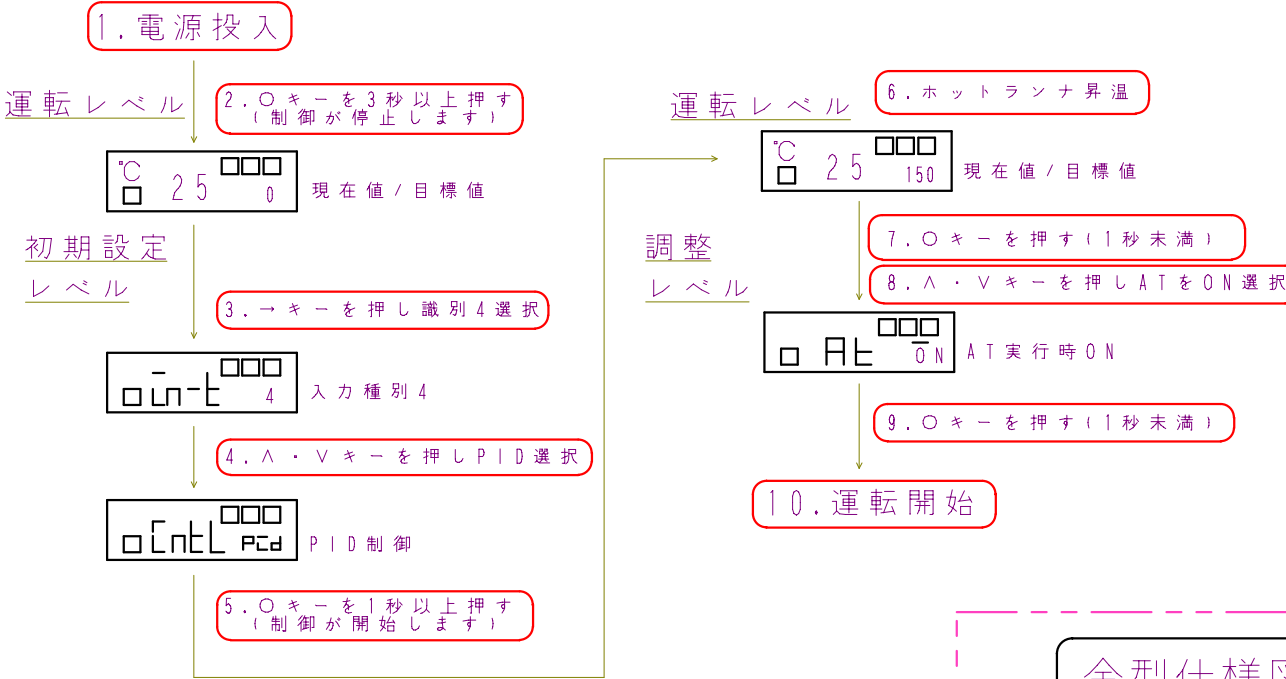 1.電源投入
運転レベル
2.○キーを3秒以上押す
(制御が停止します)
℃ 25 0
現在値/目標値
初期設定
レベル
3.→キーを押し識別4選択
in-t 4
入力種別4
4.∧・∨キーを押しPID選択
CntL PId
PID制御
5.○キーを1秒以上押す
(制御が開始します)
運転レベル
6.ホットランナ昇温
℃ 25 150
現在値/目標値
調整
レベル
7.○キーを押す(1秒未満)
8.∧・∨キーを押しATをON選択
At ON
AT実行時ON
9.○キーを押す(1秒未満)
10.運転開始
金型仕様